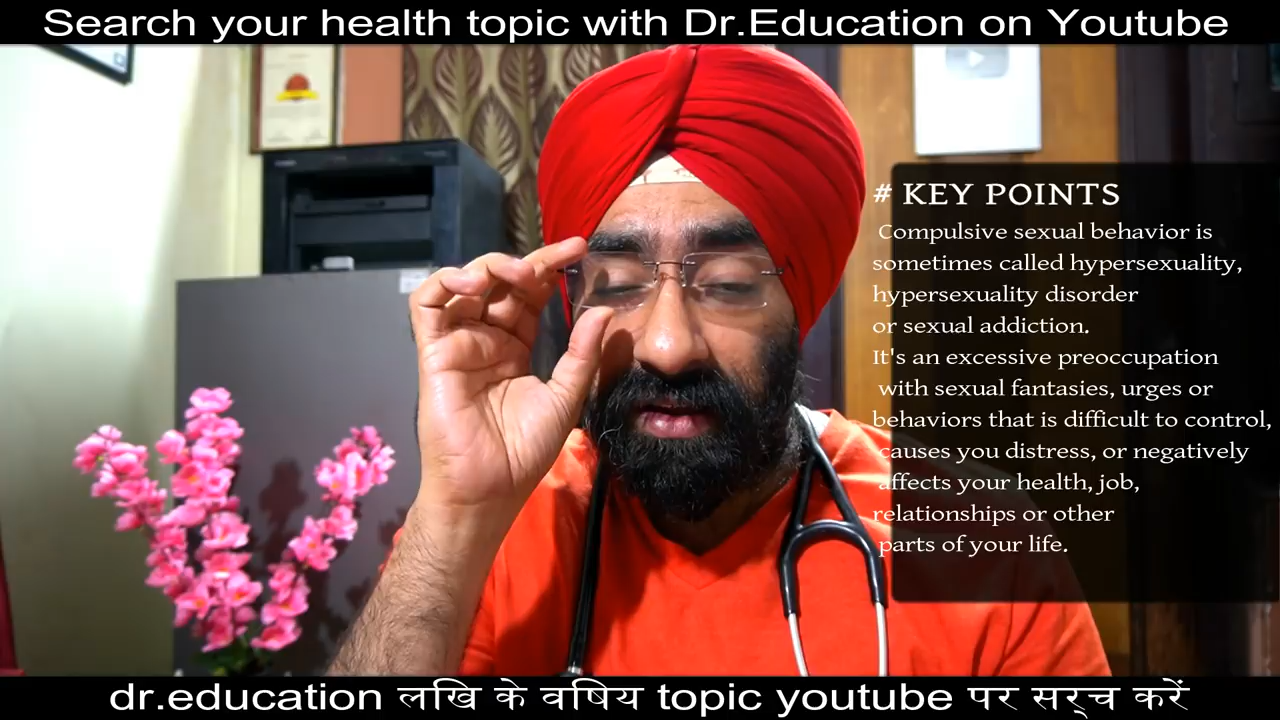 Search your health topic with Dr.Education on Youtube
# KEY POINTS
Compulsive sexual behavior is
sometimes called hypersexuality,
hypersexuality disorder
or sexual addiction.
It's an excessive preoccupation
with sexual fantasies, urges or
behaviors that is difficult to control,
causes you distress, or negatively
affects your health, job,
relationships or other
parts of your life.
dr.education लखि के वषिय topic youtube पर सर्च करें